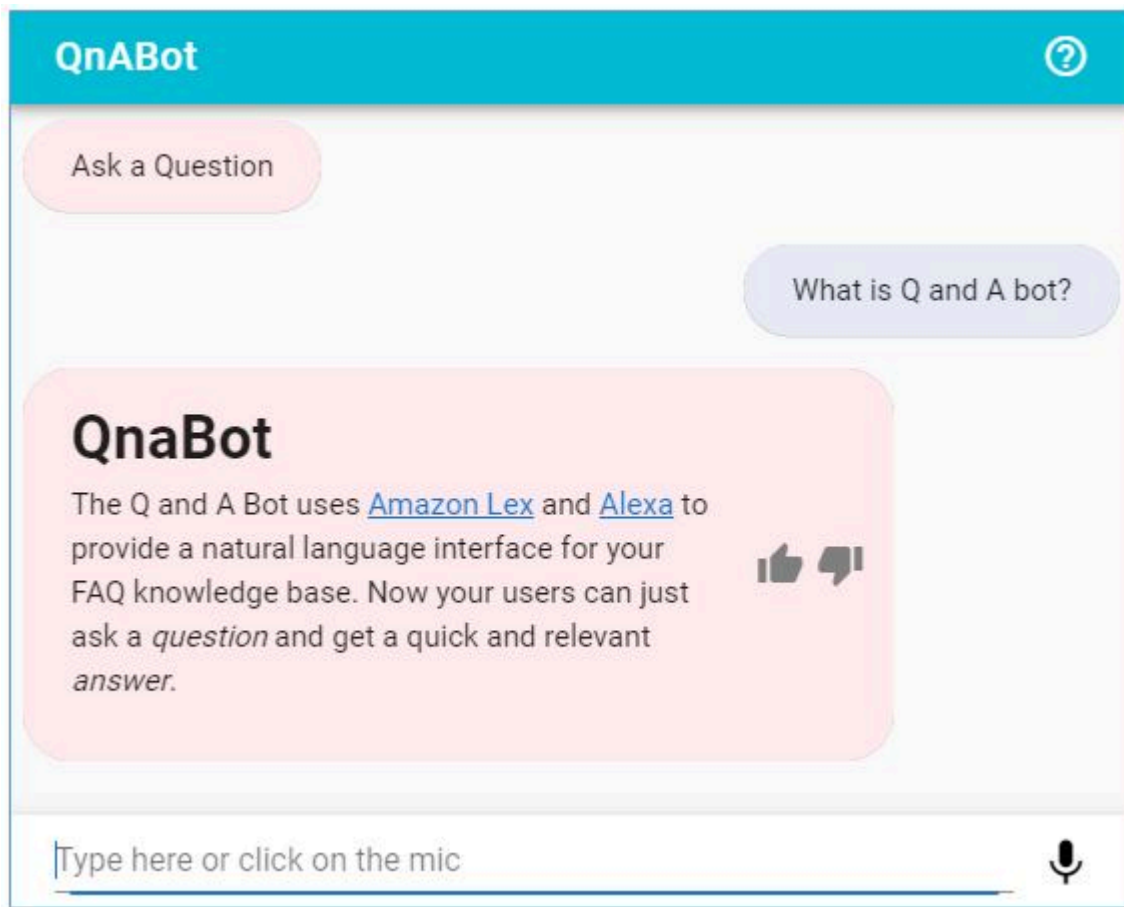 QnABot
Ask a Question
What is Q and A bot?
QnaBot
The Q and A Bot uses Amazon Lex and Alexa to
provide a natural language interface for your
FAQ knowledge base. Now your users can just
ask a question and get a quick and relevant
answer.
Type here or click on the mic